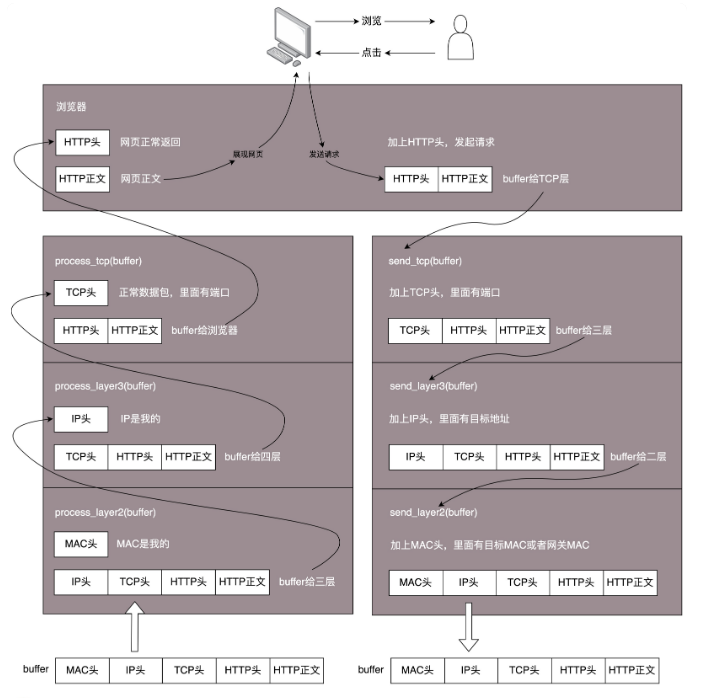 浏览
点击
浏览器
HTTP头 网页正常返回
HTTP正文 网页正文
展现网页
发送请求
加上HTTP头，发起请求
HTTP头 HTTP正文 buffer给TCP层
process_tcp(buffer)
TCP头 正常数据包，里面有端口
HTTP头 HTTP正文 buffer给浏览器
process_layer3(buffer)
IP头 IP是我的
TCP头 HTTP头 HTTP正文 buffer给四层
process_layer2(buffer)
MAC头 MAC是我的
IP头 TCP头 HTTP头 HTTP正文 buffer给三层
buffer MAC头 IP头 TCP头 HTTP头 HTTP正文
send_tcp(buffer)
加上TCP头，里面有端口
TCP头 HTTP头 HTTP正文 buffer给三层
send_layer3(buffer)
加上IP头，里面有目标地址
IP头 TCP头 HTTP头 HTTP正文 buffer给二层
send_layer2(buffer)
加上MAC头，里面有目标MAC或者网关MAC
MAC头 IP头 TCP头 HTTP头 HTTP正文
buffer MAC头 IP头 TCP头 HTTP头 HTTP正文